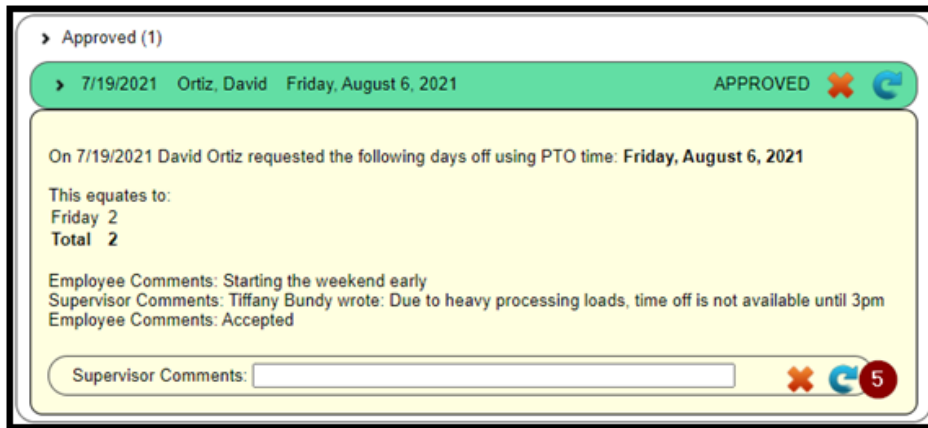 Approved (1)
7/19/2021 Ortiz, David Friday, August 6, 2021 APPROVED
On 7/19/2021 David Ortiz requested the following days off using PTO time: Friday, August 6, 2021
This equates to:
Friday 2
Total 2
Employee Comments: Starting the weekend early
Supervisor Comments: Tiffany Bundy wrote: Due to heavy processing loads, time off is not available until 3pm
Employee Comments: Accepted
Supervisor Comments: 5